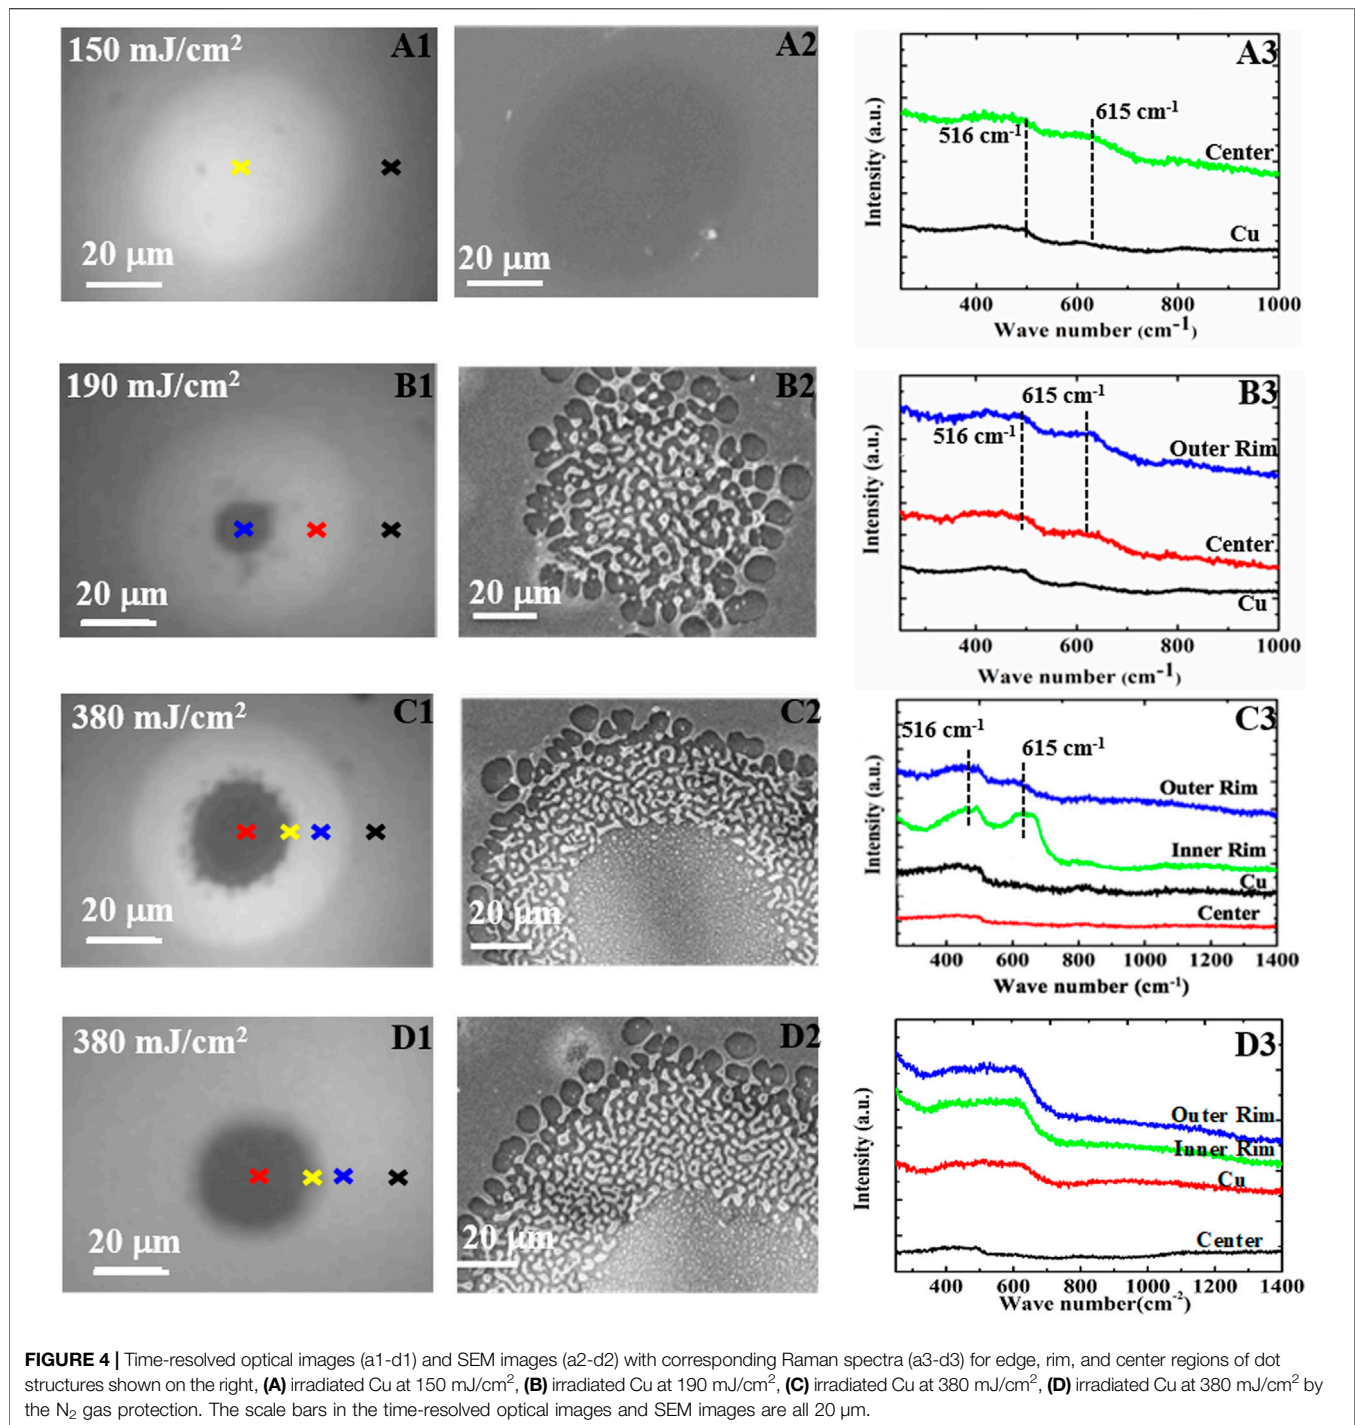 150 mJ/cm²
A1
20 µm
A2
20 µm
A3
615 cm-1
516 cm-1
Center
Cu
Intensity (a.u.)
400 600 800 1000
Wave number (cm-1)
190 mJ/cm²
B1
20 µm
B2
20 µm
B3
615 cm-1
516 cm-1
Outer Rim
Center
Cu
Intensity (a.u.)
400 600 800 1000
Wave number (cm-1)
380 mJ/cm²
C1
20 µm
C2
20 µm
C3
516 cm-1
615 cm-1
Outer Rim
Inner Rim
Cu
Center
Intensity (a.u.)
400 600 800 1000 1200 1400
Wave number (cm-1)
380 mJ/cm²
D1
20 µm
D2
20 µm
D3
Outer Rim
Inner Rim
Cu
Center
Intensity (a.u.)
400 600 800 1000 1200 1400
Wave number(cm-2)
FIGURE 4 | Time-resolved optical images (a1-d1) and SEM images (a2-d2) with corresponding Raman spectra (a3-d3) for edge, rim, and center regions of dot
structures shown on the right, (A) irradiated Cu at 150 mJ/cm², (B) irradiated Cu at 190 mJ/cm², (C) irradiated Cu at 380 mJ/cm², (D) irradiated Cu at 380 mJ/cm² by
the N₂ gas protection. The scale bars in the time-resolved optical images and SEM images are all 20 µm.